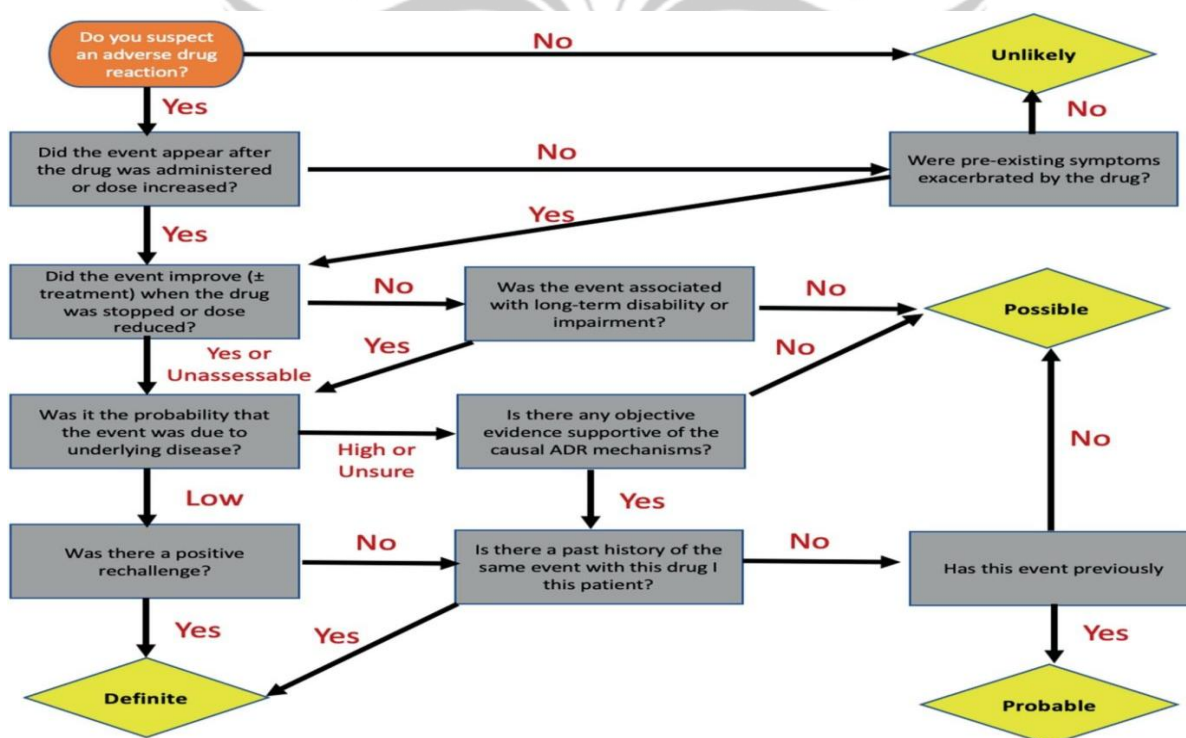 Do you suspect
an adverse drug
reaction?
No
Unlikely
Yes
No
Did the event appear after
the drug was administered
or dose increased?
No
Were pre-existing symptoms
exacerbrated by the drug?
Yes
Yes
Did the event improve (±
treatment) when the drug
was stopped or dose
reduced?
No
Was the event associated
with long-term disability or
impairment?
No
Possible
Yes or
Unassessable
Yes
No
Was it the probability that
the event was due to
underlying disease?
High or
Unsure
Is there any objective
evidence supportive of the
causal ADR mechanisms?
No
Low
Yes
Was there a positive
rechallenge?
No
Is there a past history of the
same event with this drug I
this patient?
No
Has this event previously
Yes
Yes
Yes
Definite
Probable